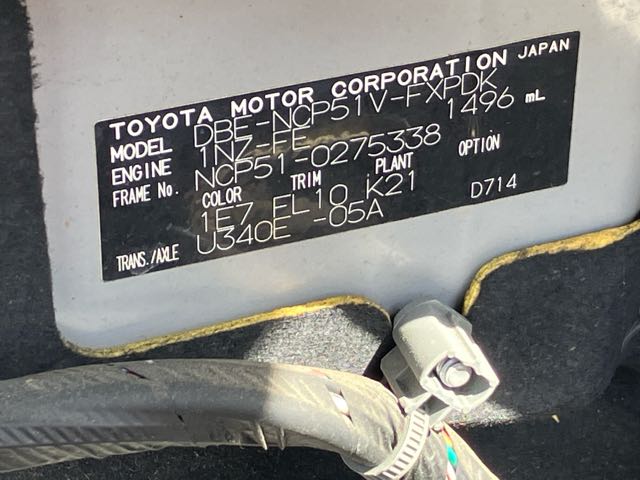 TOYOTA MOTOR CORPORATION JAPAN
MODEL DBE-NCP51V-FXPDK
ENGINE 1NZ-FE 1496 mL
FRAME No. NCP51-0275338
COLOR TRIM PLANT OPTION
1E7 FL10 K21 D714
TRANS./AXLE U340E -05A